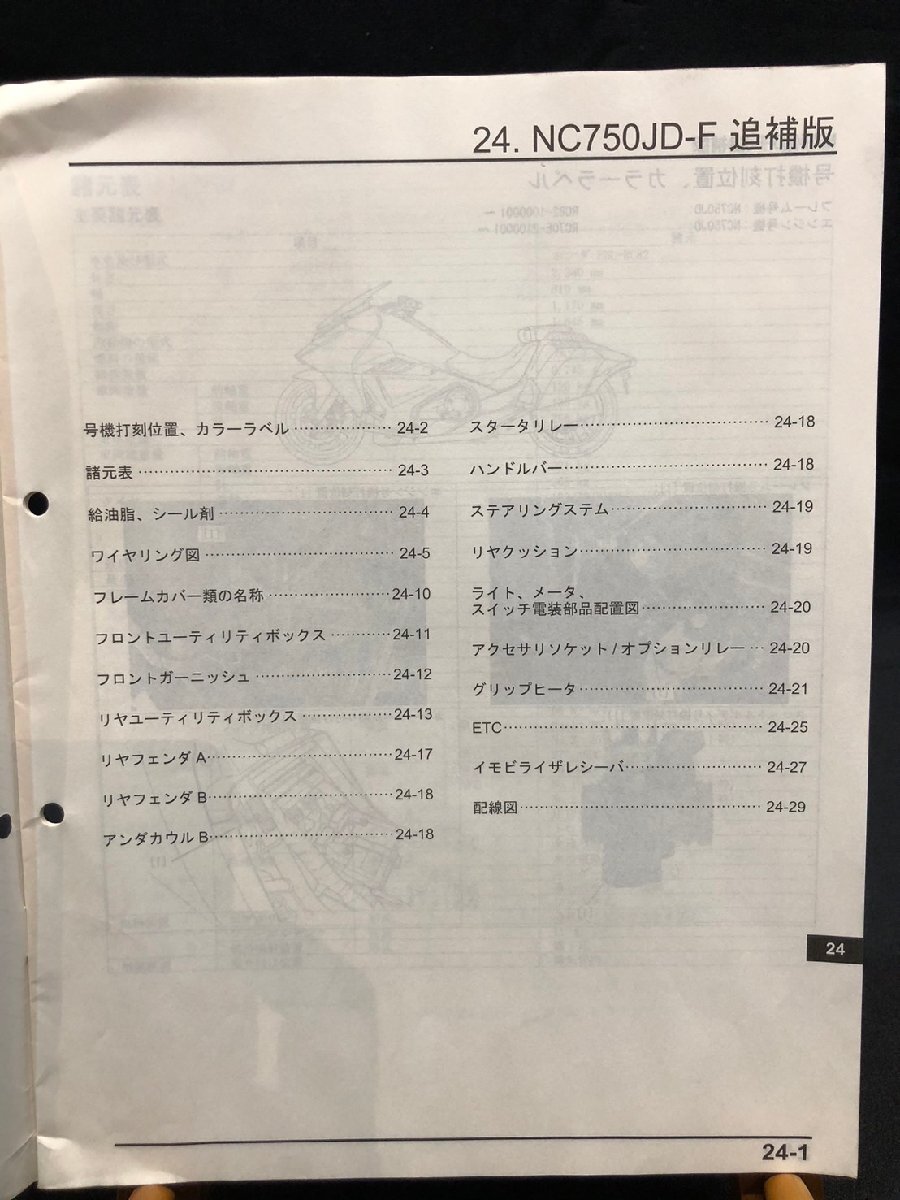 24. NC750JD-F 追補版
号機打刻位置、カラーラベル 24-2
諸元表 24-3
給油脂、シール剤 24-4
ワイヤリング図 24-5
フレームカバー類の名称 24-10
フロントユーティリティボックス 24-11
フロントガーニッシュ 24-12
リヤユーティリティボックス 24-13
リヤフェンダ A 24-17
リヤフェンダ B 24-18
アンダカウル B 24-18
スタータリレー 24-18
ハンドルバー 24-18
ステアリングステム 24-19
リヤクッション 24-19
ライト、メータ、
スイッチ電装部品配置図 24-20
アクセサリソケット/オプションリレー 24-20
グリップヒータ 24-21
ETC 24-25
イモビライザレシーバ 24-27
配線図 24-29
24
24-1